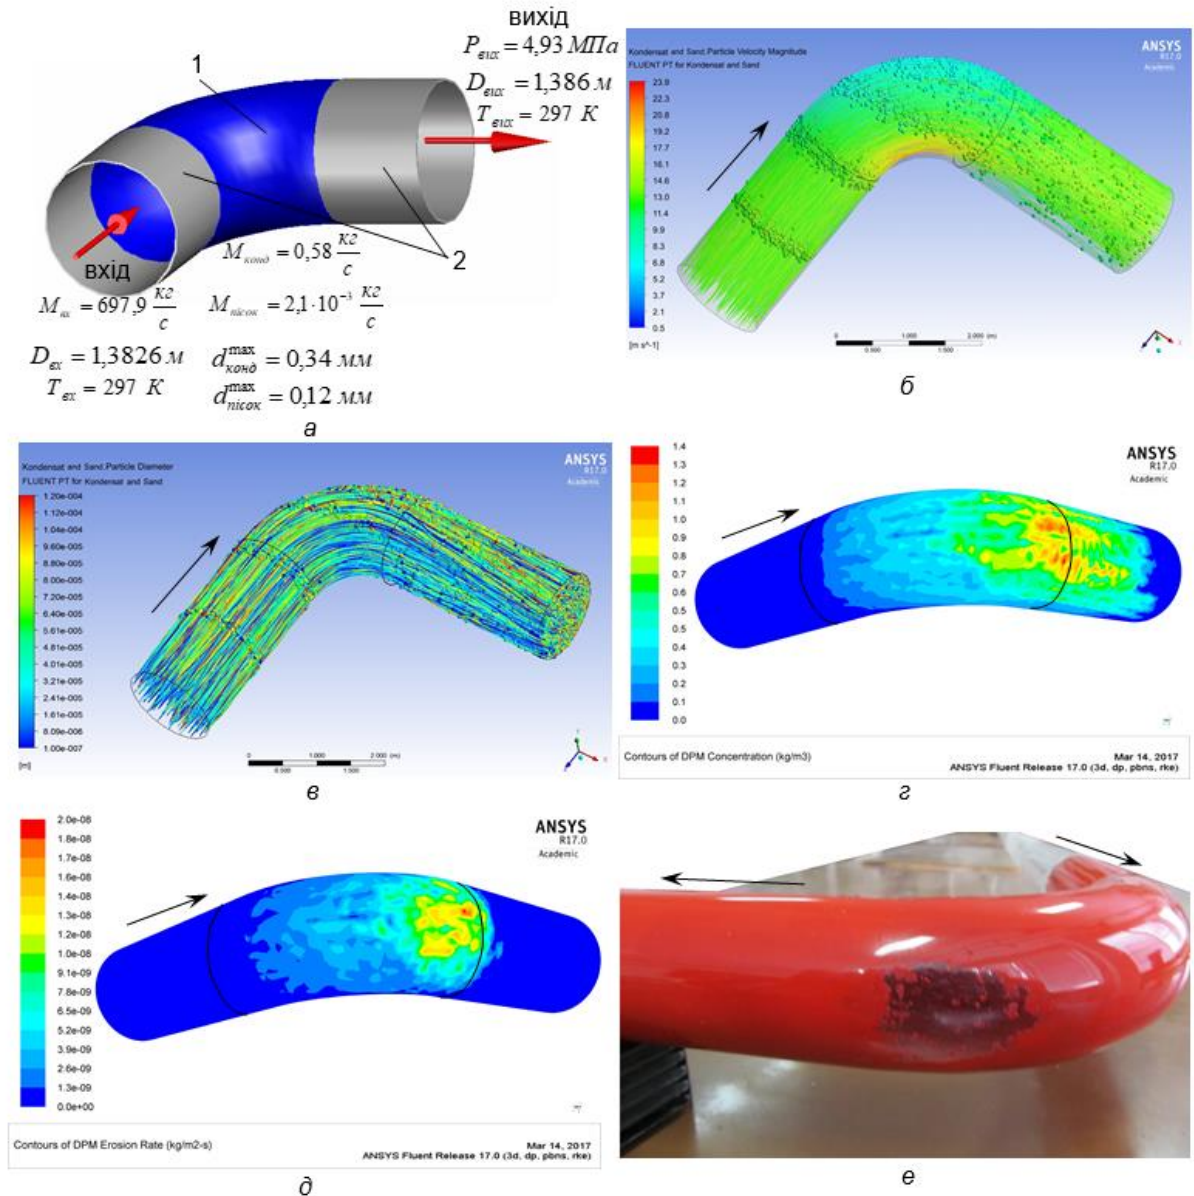 вихід
P_вих = 4,93 МПа
D_вих = 1,386 м
T_вих = 297 К
1
2
вхід
M_конд = 0,58 кг/с
M_вх = 697,9 кг/с
M_пісок = 2,1·10⁻³ кг/с
D_вх = 1,3826 м
d_конд^max = 0,34 мм
T_вх = 297 К
d_пісок^max = 0,12 мм
а
Kondensat and Sand.Particle Velocity Magnitude
FLUENT PT for Kondensat and Sand
ANSYS
R17.0
Academic
23.9
22.3
20.8
19.2
17.7
16.1
14.6
13.0
11.4
9.9
9.3
6.8
5.2
3.7
2.1
0.5
[m s^-1]
0
1.000
2.000 (m)
0.500
1.500
б
Kondensat and Sand.Particle Diameter
FLUENT PT for Kondensat and Sand
ANSYS
R17.0
Academic
1.20e-004
1.12e-004
1.04e-004
9.60e-005
8.80e-005
8.00e-005
7.20e-005
6.40e-005
5.61e-005
4.81e-005
4.01e-005
3.21e-005
2.41e-005
1.61e-005
8.09e-006
1.00e-007
[m]
0
1.000
2.000 (m)
0.500
1.500
в
1.4
1.3
1.2
1.1
1.0
0.9
0.8
0.7
0.6
0.5
0.5
0.4
0.3
0.2
0.1
0.0
ANSYS
R17.0
Academic
Contours of DPM Concentration (kg/m3)
Mar 14, 2017
ANSYS Fluent Release 17.0 (3d, dp, pbns, rke)
г
2.0e-08
1.8e-08
1.7e-08
1.6e-08
1.4e-08
1.3e-08
1.2e-08
1.0e-08
9.1e-09
7.8e-09
6.5e-09
5.2e-09
3.9e-09
2.6e-09
1.3e-09
0.0e+00
ANSYS
R17.0
Academic
Contours of DPM Erosion Rate (kg/m2-s)
Mar 14, 2017
ANSYS Fluent Release 17.0 (3d, dp, pbns, rke)
д
е